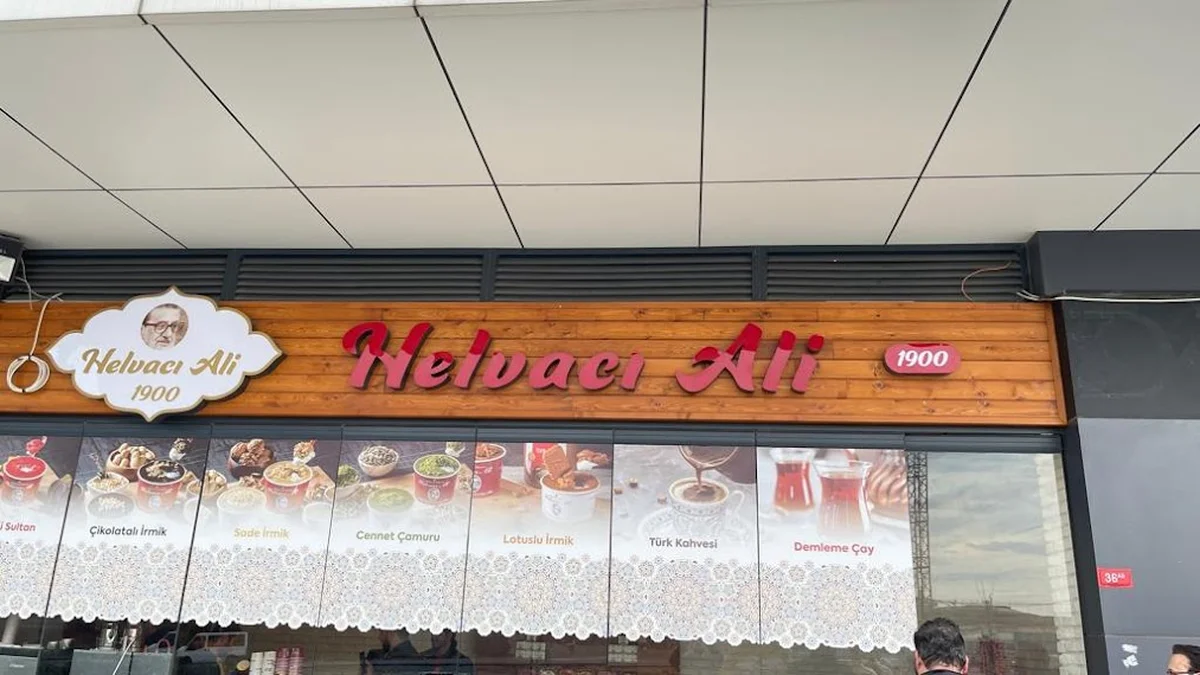 Helvacı Ali
1900
Helvacı Ali
1900
Sultan
Çikolatalı İrmik
Sade İrmik
Cennet Çamuru
Lotuslu İrmik
Türk Kahvesi
Demleme Çay